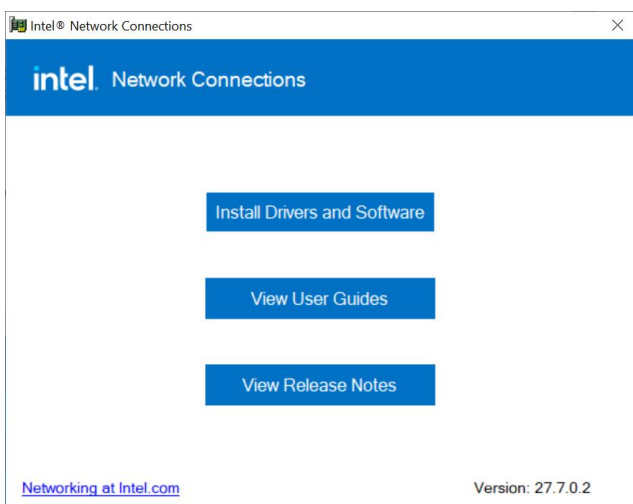 Intel® Network Connections
intel. Network Connections
Install Drivers and Software
View User Guides
View Release Notes
Networking at Intel.com Version: 27.7.0.2